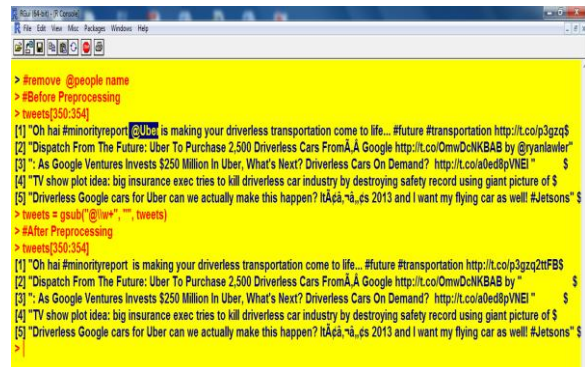 RGui (64-bit) - [R Console]
File Edit View Misc Packages Windows Help
> #remove @people name
> #Before Preprocessing
> tweets[350:354]
[1] "Oh hai #minorityreport @Uber is making your driverless transportation come to life... #future #transportation http://t.co/p3gzq$
[2] "Dispatch From The Future: Uber To Purchase 2,500 Driverless Cars FromÃ‚Â Google http://t.co/OmwDcNKBAB by @ryanlawler"
[3] ": As Google Ventures Invests $250 Million In Uber, What's Next? Driverless Cars On Demand? http://t.co/a0ed8pVNEI " $
[4] "TV show plot idea: big insurance exec tries to kill driverless car industry by destroying safety record using giant picture of $
[5] "Driverless Google cars for Uber can we actually make this happen? ItÃ¢â‚¬â„¢s 2013 and I want my flying car as well! #Jetsons" $
> tweets = gsub("@\\w+", "", tweets)
> #After Preprocessing
> tweets[350:354]
[1] "Oh hai #minorityreport is making your driverless transportation come to life... #future #transportation http://t.co/p3gzq2ttFB$
[2] "Dispatch From The Future: Uber To Purchase 2,500 Driverless Cars FromÃ‚Â Google http://t.co/OmwDcNKBAB by " $
[3] ": As Google Ventures Invests $250 Million In Uber, What's Next? Driverless Cars On Demand? http://t.co/a0ed8pVNEI " $
[4] "TV show plot idea: big insurance exec tries to kill driverless car industry by destroying safety record using giant picture of $
[5] "Driverless Google cars for Uber can we actually make this happen? ItÃ¢â‚¬â„¢s 2013 and I want my flying car as well! #Jetsons" $
>